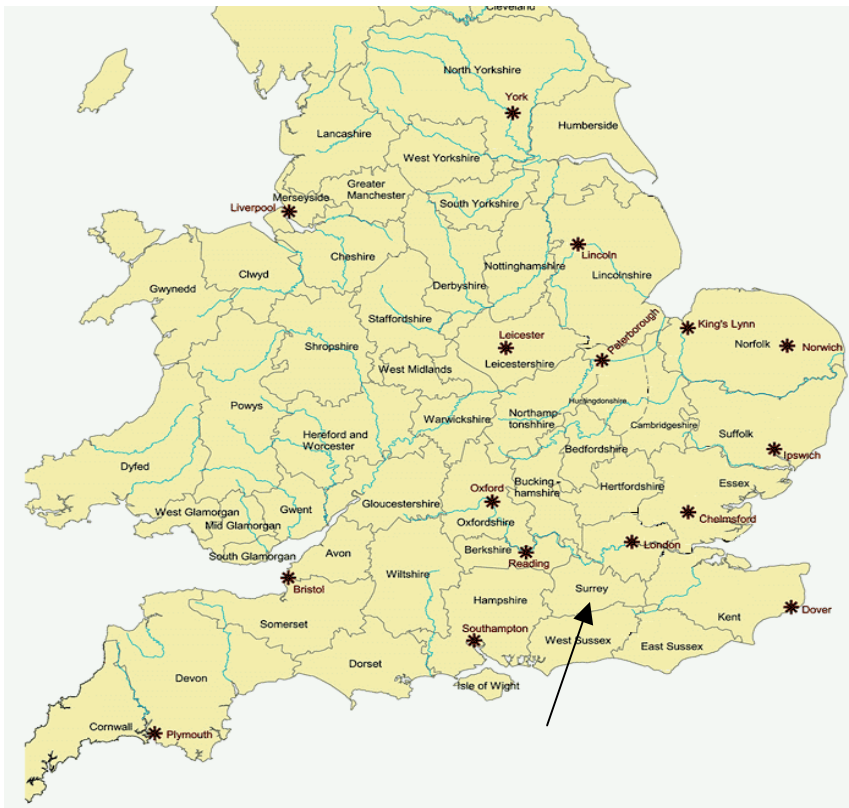 Cleveland
North Yorkshire
York
Humberside
Lancashire
West Yorkshire
Greater
Manchester
Merseyside
Liverpool
South Yorkshire
Cheshire
Lincoln
Nottinghamshire
Lincolnshire
Clwyd
Gwynedd
Derbyshire
Staffordshire
King's Lynn
Peterborough
Leicester
Norfolk
Norwich
Shropshire
Leicestershire
West Midlands
Huntingdonshire
Powys
Warwickshire
Northamp
tonshhire
Cambridgeshire
Hereford and
Worcester
Suffolk
Bedfordshire
Ipswich
Dyfed
Bucking-
hamshire
Hertfordshire
Essex
Oxford
Gloucestershire
West Glamorgan
Gwent
Mid Glamorgan
Oxfordshire
Chelmsford
London
South Glamorgan
Avon
Berkshire
Reading
Wiltshire
Bristol
Surrey
Hampshire
Kent
Dover
Somerset
Southampton
West Sussex
East Sussex
Dorset
Devon
Isle of Wight
Cornwall
Plymouth